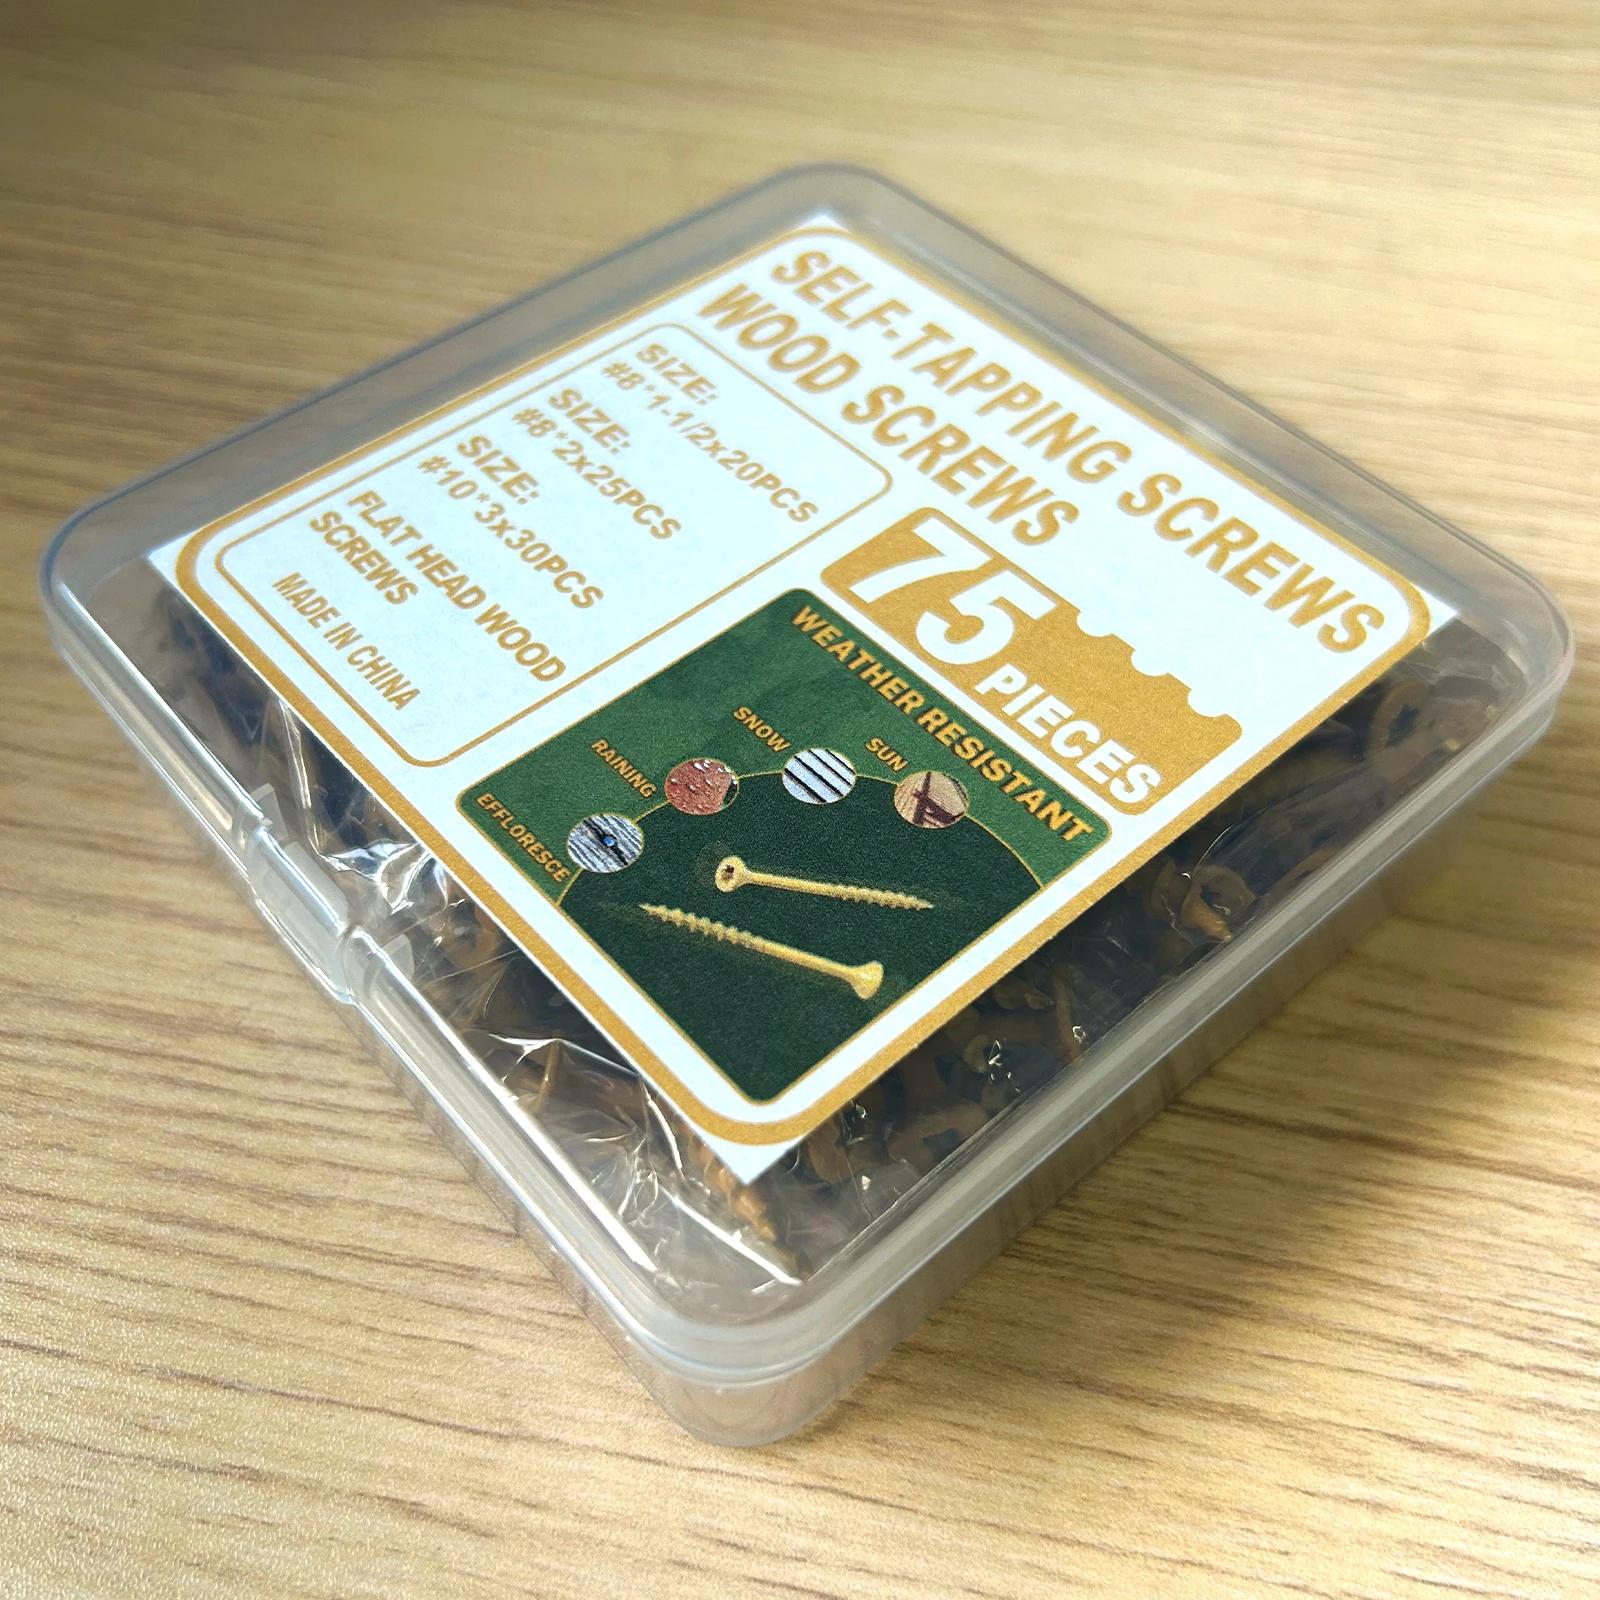 SELF-TAPPING SCREWS
WOOD SCREWS
SIZE:
#8*1-1/2x20PCS
SIZE:
#8*2x25PCS
SIZE:
#10*3x30PCS
FLAT HEAD WOOD
SCREWS
MADE IN CHINA
75
PIECES
WEATHER RESISTANT
SUN
SNOW
RAINING
EFFLORESCE